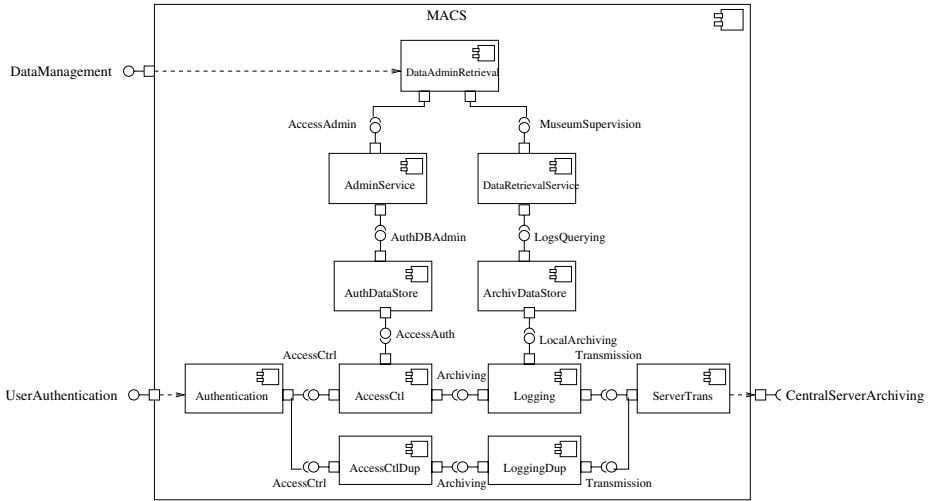 MACS
DataManagement
DataAdminRetrieval
AccessAdmin
MuseumSupervision
AdminService
DataRetrievalService
AuthDBAdmin
LogsQuerying
AuthDataStore
ArchivDataStore
AccessAuth
LocalArchiving
AccessCtrl
Transmission
Archiving
UserAuthentication
Authentication
AccessCtl
Logging
ServerTrans
CentralServerArchiving
AccessCtlDup
LoggingDup
AccessCtrl
Archiving
Transmission